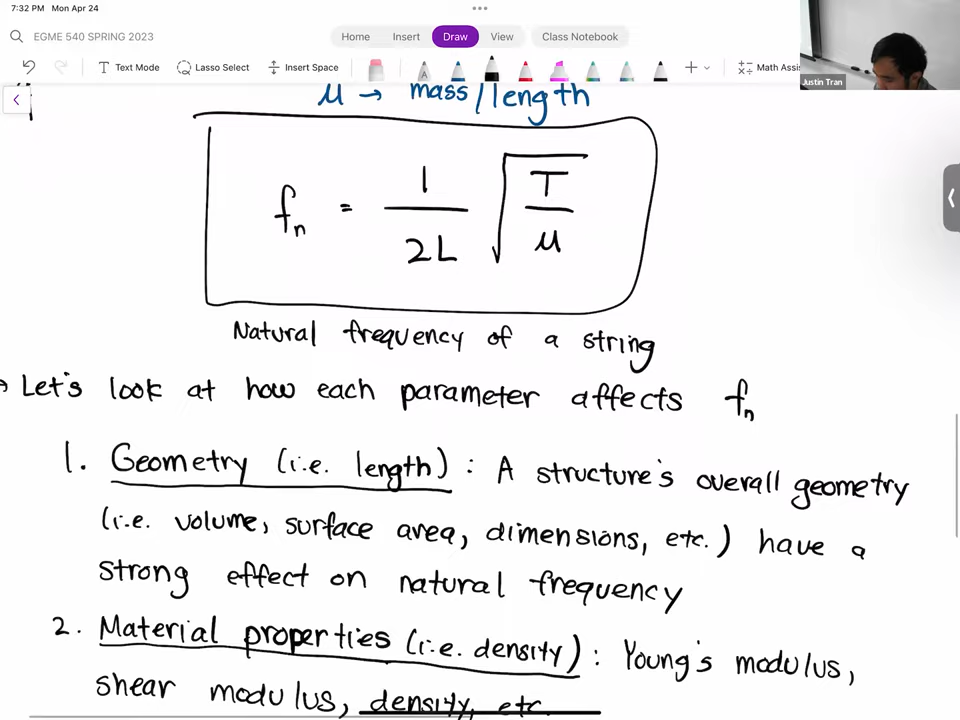 7:32 PM Mon Apr 24
EGME 540 SPRING 2023
Home Insert Draw View Class Notebook
Text Mode Lasso Select Insert Space Math Assis
Justin Tran
μ → mass/length
fn = 1/2L √T/μ
Natural frequency of a string
Let's look at how each parameter affects fn
1. Geometry (i.e. length) : A structure's overall geometry
(i.e. volume, surface area, dimensions, etc.) have a
strong effect on natural frequency
2. Material properties (i.e. density) : Young's modulus,
shear modulus, density, etc.